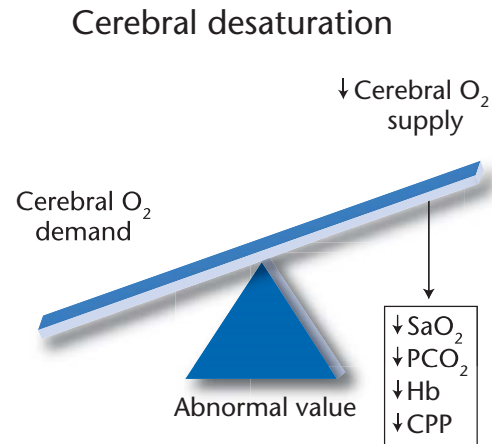 Cerebral desaturation
↓ Cerebral O₂
supply
Cerebral O₂
demand
↓ SaO₂
↓ PCO₂
↓ Hb
↓ CPP
Abnormal value